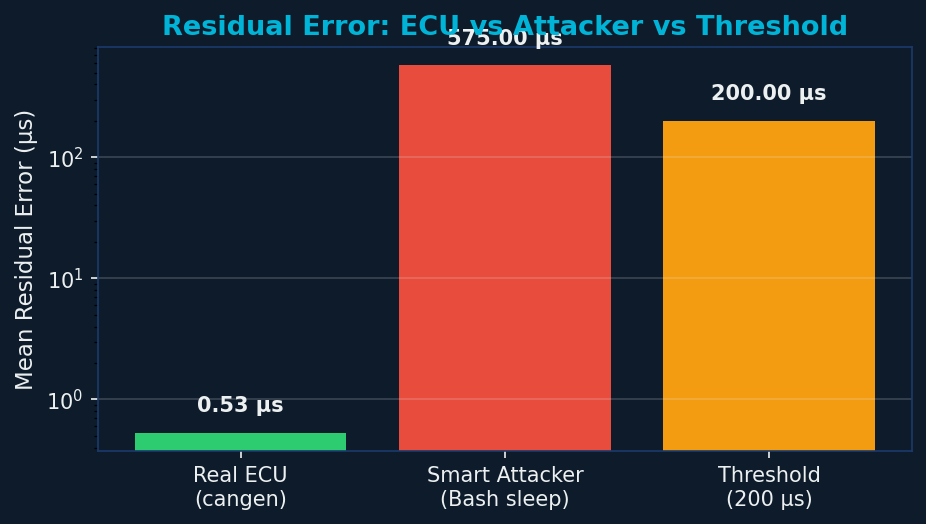 Residual Error: ECU vs Attacker vs Threshold
575.00 µs
200.00 µs
0.53 µs
Mean Residual Error (µs)
10²
10¹
10⁰
Real ECU
(cangen)
Smart Attacker
(Bash sleep)
Threshold
(200 µs)